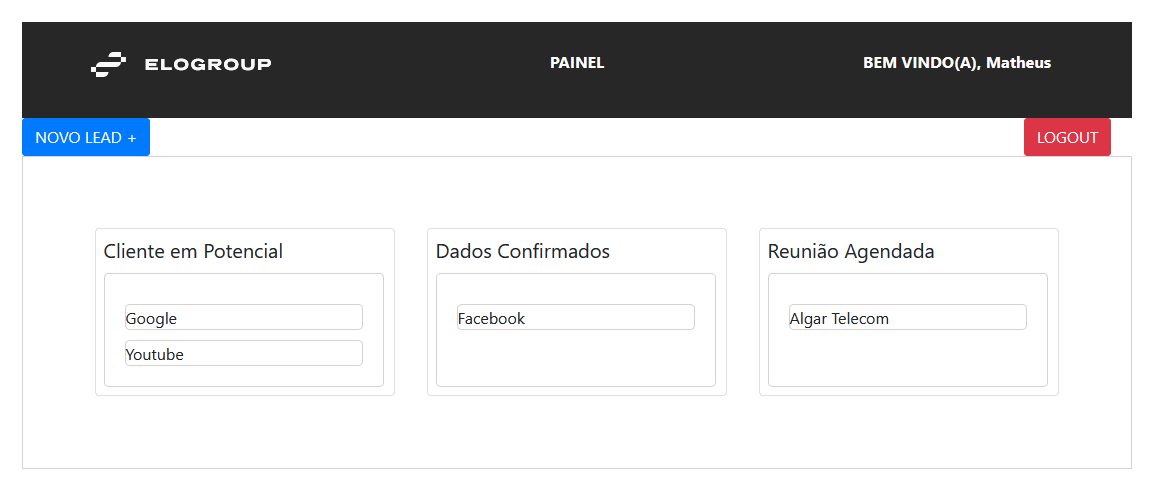 ELOGROUP
PAINEL
BEM VINDO(A), Matheus
NOVO LEAD +
LOGOUT
Cliente em Potencial
Google
Youtube
Dados Confirmados
Facebook
Reunião Agendada
Algar Telecom